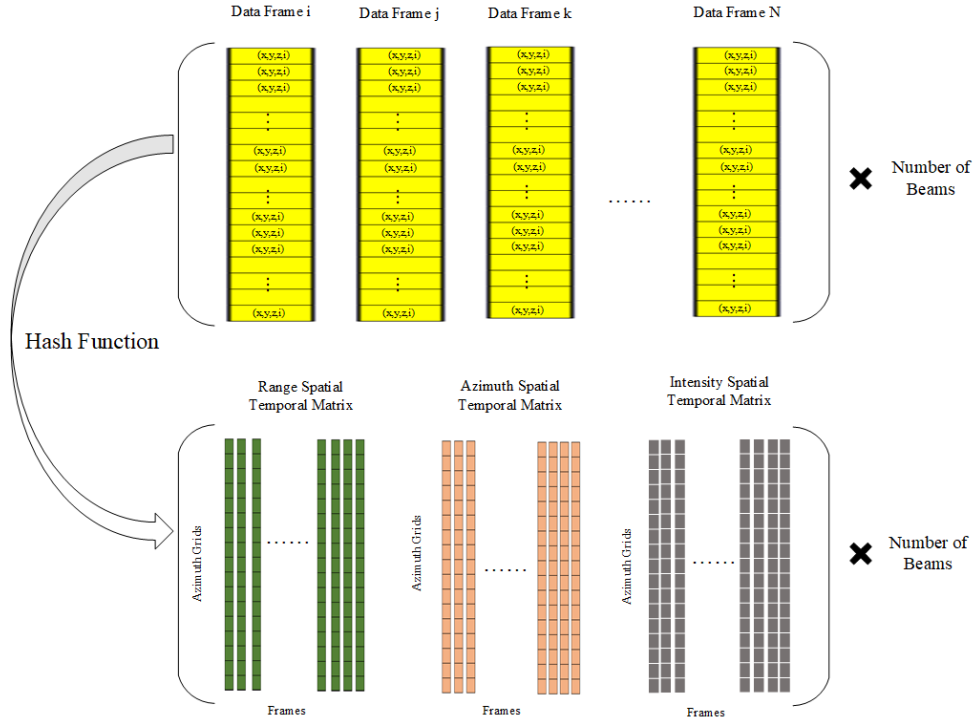 Data Frame i
Data Frame j
Data Frame k
Data Frame N
(x,y,z,i) (x,y,z,i) (x,y,z,i) (x,y,z,i)
(x,y,z,i) (x,y,z,i) (x,y,z,i) (x,y,z,i)
(x,y,z,i) (x,y,z,i) (x,y,z,i) (x,y,z,i)
(x,y,z,i) (x,y,z,i) (x,y,z,i) (x,y,z,i)
(x,y,z,i) (x,y,z,i) (x,y,z,i) (x,y,z,i)
(x,y,z,i) (x,y,z,i) (x,y,z,i) (x,y,z,i)
(x,y,z,i) (x,y,z,i) (x,y,z,i) (x,y,z,i)
(x,y,z,i) (x,y,z,i) (x,y,z,i) (x,y,z,i)
(x,y,z,i) (x,y,z,i) (x,y,z,i) (x,y,z,i)
......
Number of
Beams
Hash Function
Range Spatial
Temporal Matrix
Azimuth Spatial
Temporal Matrix
Intensity Spatial
Temporal Matrix
Azimuth Grids
......
Azimuth Grids
......
Azimuth Grids
......
Number of
Beams
Frames
Frames
Frames